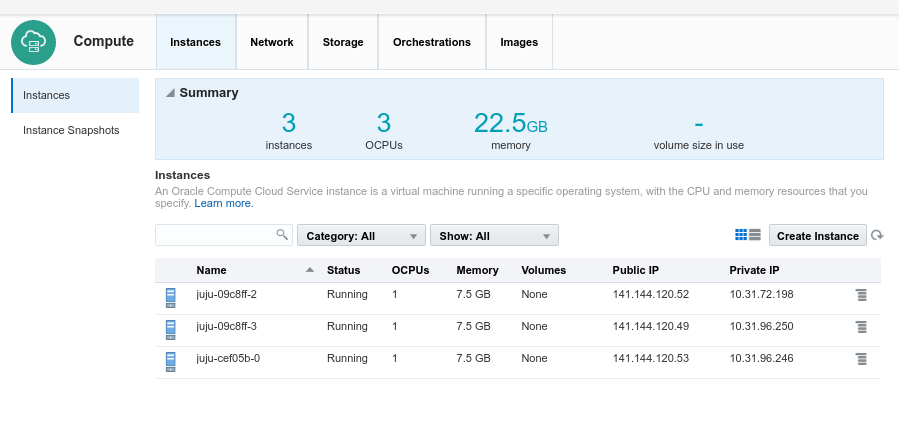 Compute
Instances
Network
Storage
Orchestrations
Images
Instances
Instance Snapshots
Summary
3 3 22.5GB -
instances OCPUs memory volume size in use
Instances
An Oracle Compute Cloud Service instance is a virtual machine running a specific operating system, with the CPU and memory resources that you
specify. Learn more.
Category: All
Show: All
Create Instance
Name Status OCPUs Memory Volumes Public IP Private IP
juju-09c8ff-2 Running 1 7.5 GB None 141.144.120.52 10.31.72.198
juju-09c8ff-3 Running 1 7.5 GB None 141.144.120.49 10.31.96.250
juju-cef05b-0 Running 1 7.5 GB None 141.144.120.53 10.31.96.246